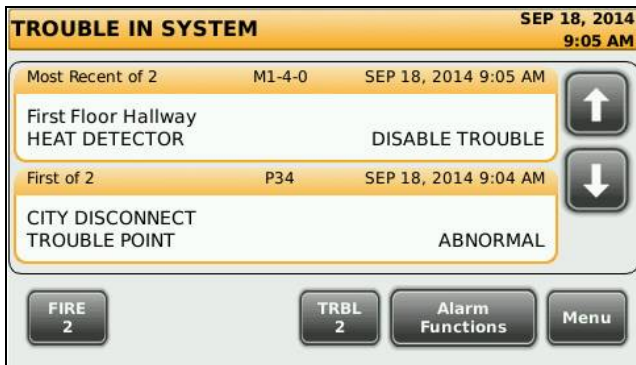 TROUBLE IN SYSTEM
SEP 18, 2014
9:05 AM
Most Recent of 2 M1-4-0 SEP 18, 2014 9:05 AM
First Floor Hallway
HEAT DETECTOR DISABLE TROUBLE
First of 2 P34 SEP 18, 2014 9:04 AM
CITY DISCONNECT
TROUBLE POINT ABNORMAL
FIRE
2
TRBL
2
Alarm
Functions
Menu